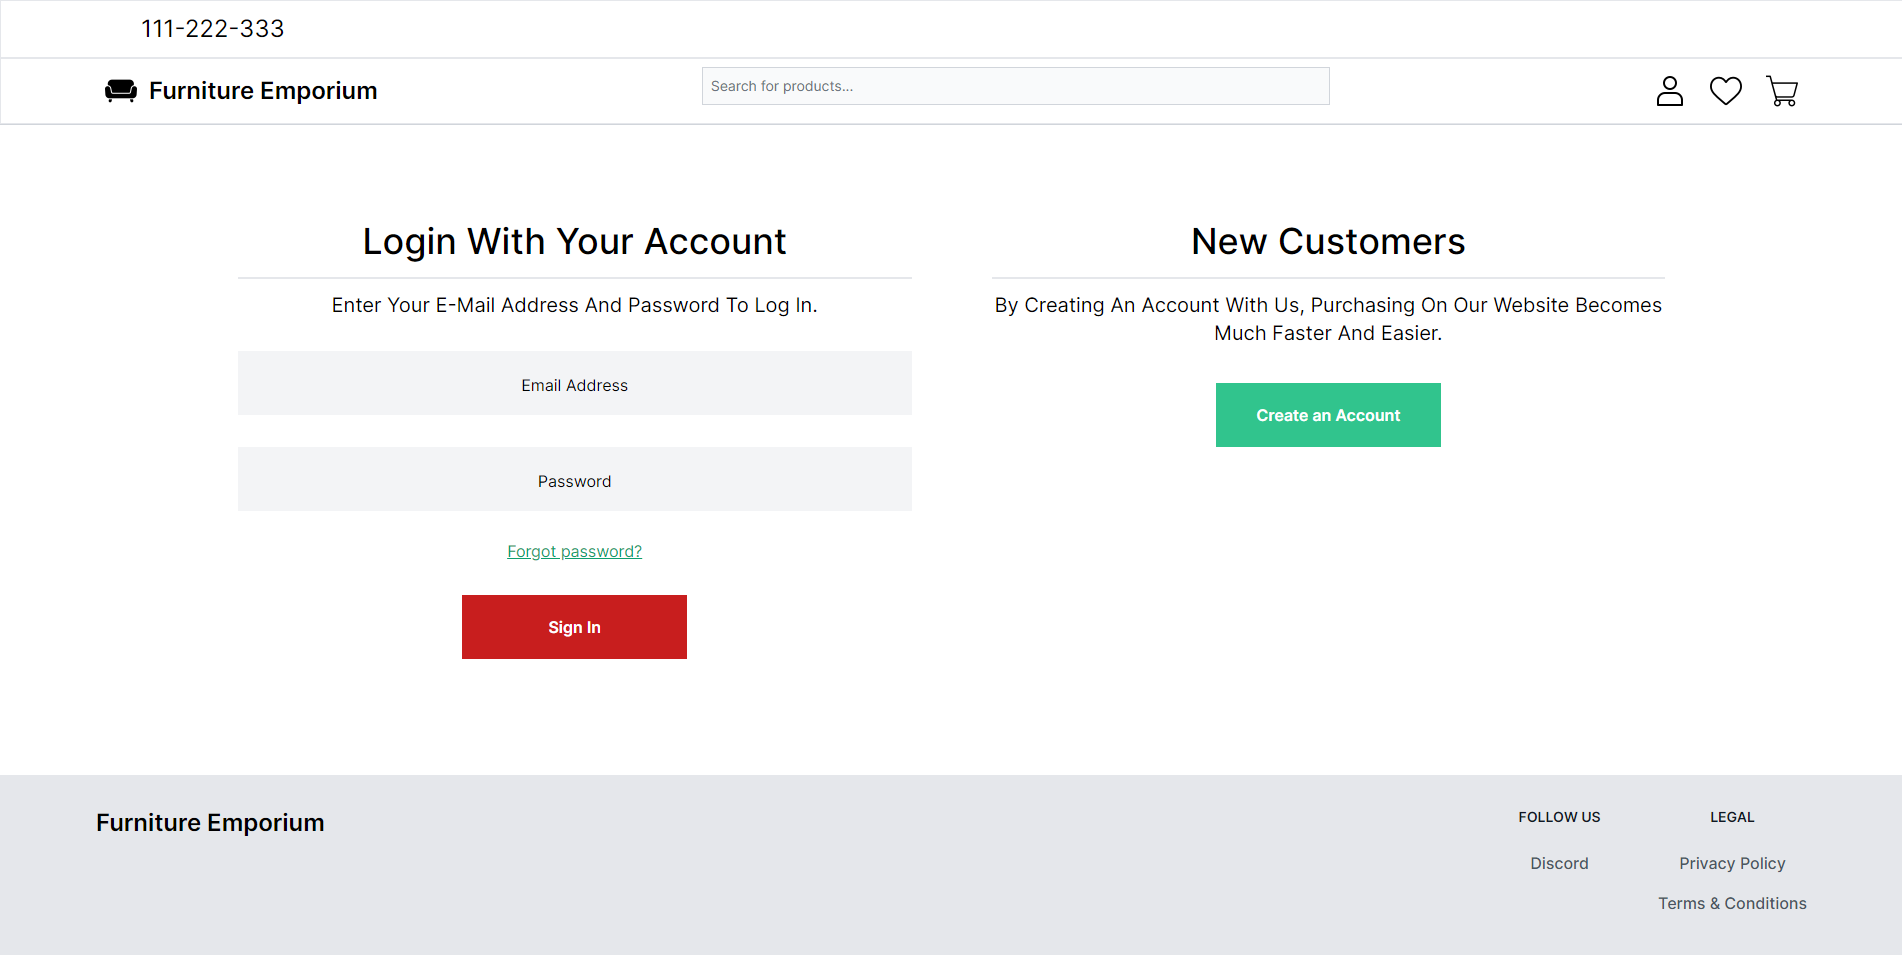 111-222-333
Furniture Emporium
Search for products...
Login With Your Account
Enter Your E-Mail Address And Password To Log In.
Email Address
Password
Forgot password?
Sign In
New Customers
By Creating An Account With Us, Purchasing On Our Website Becomes
Much Faster And Easier.
Create an Account
Furniture Emporium
FOLLOW US
Discord
LEGAL
Privacy Policy
Terms & Conditions